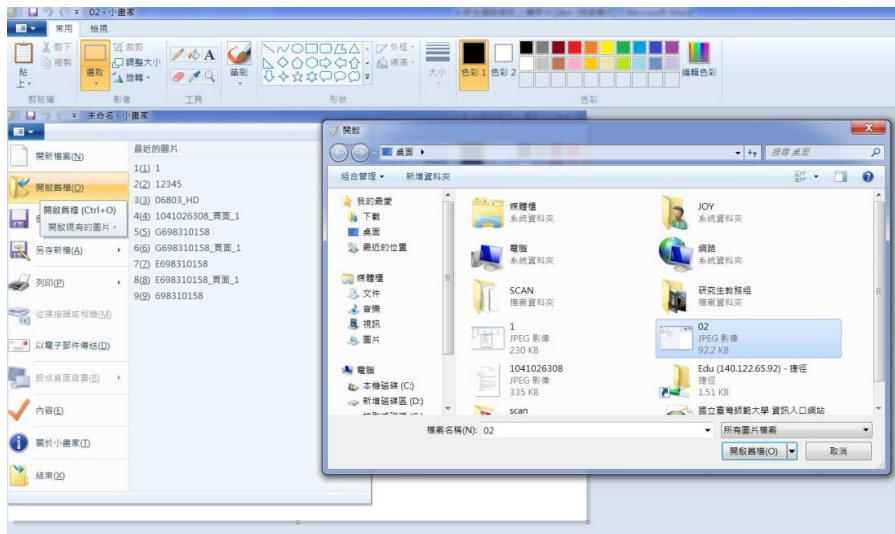 02 - 小畫家
常用 檢視
貼上
剪下
複製
剪貼簿
選取
裁剪
調整大小
旋轉
影像
A
工具
筆刷
外框
填滿
形狀
大小
色彩 1
色彩 2
編輯色彩
色彩
未命名 - 小畫家
開新檔案(N)
開啟舊檔(O)
開啟舊檔 (Ctrl+O)
開啟現有的圖片。
另存新檔(A)
列印(P)
從掃描器或相機(M)
以電子郵件傳送(D)
設成桌面背景(B)
內容(E)
關於小畫家(T)
結束(X)
最近的圖片
1(1) 1
2(2) 12345
3(3) 06803_HD
4(4) 1041026308_頁面_1
5(5) G698310158
6(6) G698310158_頁面_1
7(7) E698310158
8(8) E698310158_頁面_1
9(9) 698310158
開啟
桌面
搜尋 桌面
組合管理 新增資料夾
我的最愛
下載
桌面
最近的位置
媒體櫃
文件
音樂
視訊
圖片
電腦
本機磁碟 (C:)
新增磁碟區 (D:)
媒體櫃
系統資料夾
JOY
系統資料夾
電腦
系統資料夾
網路
系統資料夾
SCAN
檔案資料夾
研究生教務組
檔案資料夾
1
JPEG 影像
230 KB
02
JPEG 影像
92.2 KB
1041026308
JPEG 影像
335 KB
Edu (140.122.65.92) - 捷徑
捷徑
1.51 KB
scan
國立臺灣師範大學 資訊入口網站
檔案名稱(N): 02
所有圖片檔案
開啟舊檔(O) 取消